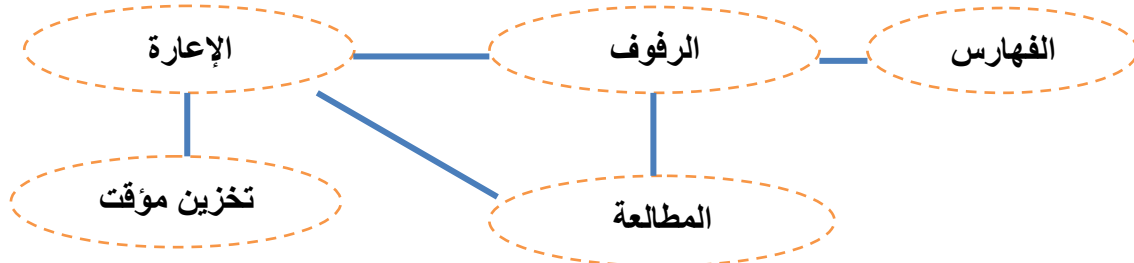 الفهارس
الرفوف
الإعارة
المطالعة
تخزين مؤقت